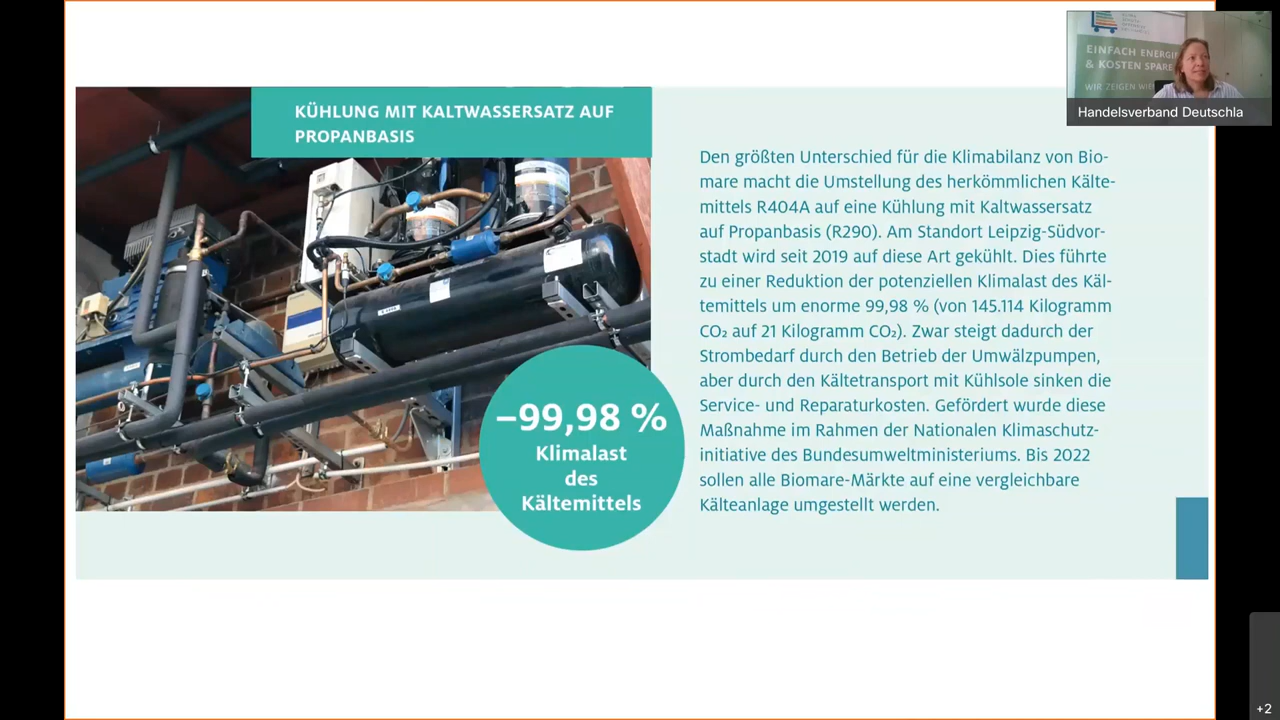 KÜHLUNG MIT KALTWASSERSATZ AUF
PROPANBASIS
–99,98 %
Klimalast
des
Kältemittels
Den größten Unterschied für die Klimabilanz von Bio-
mare macht die Umstellung des herkömmlichen Kälte-
mittels R404A auf eine Kühlung mit Kaltwassersatz
auf Propanbasis (R290). Am Standort Leipzig-Südvor-
stadt wird seit 2019 auf diese Art gekühlt. Dies führte
zu einer Reduktion der potenziellen Klimalast des Käl-
temittels um enorme 99,98 % (von 145.114 Kilogramm
CO₂ auf 21 Kilogramm CO₂). Zwar steigt dadurch der
Strombedarf durch den Betrieb der Umwälzpumpen,
aber durch den Kältetransport mit Kühlsole sinken die
Service- und Reparaturkosten. Gefördert wurde diese
Maßnahme im Rahmen der Nationalen Klimaschutz-
initiative des Bundesumweltministeriums. Bis 2022
sollen alle Biomare-Märkte auf eine vergleichbare
Kälteanlage umgestellt werden.
EINFACH ENERGIE
& KOSTEN SPARE
WIR ZEIGEN WIE
Handelsverband Deutschla
+2